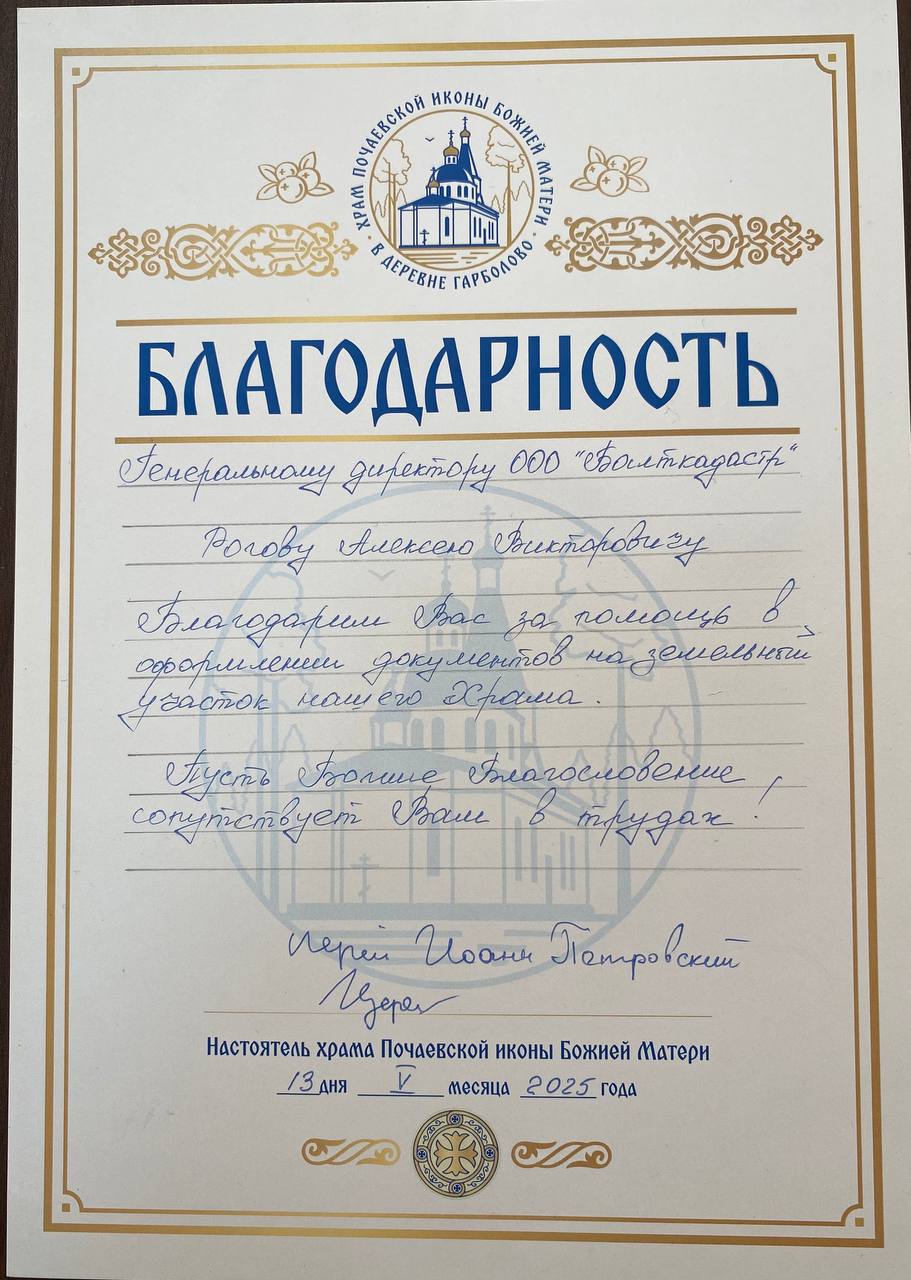 ХРАМ ПОЧАЕВСКОЙ ИКОНЫ БОЖИЕЙ МАТЕРИ
· В ДЕРЕВНЕ ГАРБОЛОВО ·
БЛАГОДАРНОСТЬ
Генеральному директору ООО "Балткадастр"
Рогову Алексею Викторовичу
Благодарим Вас за помощь в
оформлении документов на земельный
участок нашего Храма.
Пусть Божие Благословение
сопутствует Вам в трудах!
Иерей Иоанн Петровский
Настоятель храма Почаевской иконы Божией Матери
13 дня V месяца 2025 года